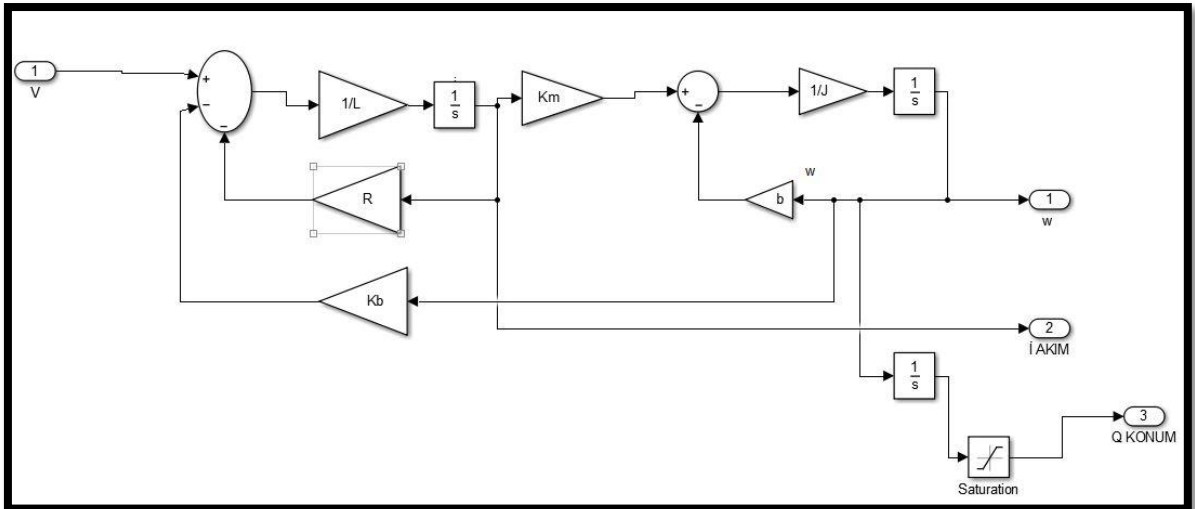 1
V
+
−
−
1/L
1
s
Km
+
−
1/J
1
s
R
b
w
1
w
Kb
2
İ AKIM
1
s
3
Q KONUM
Saturation